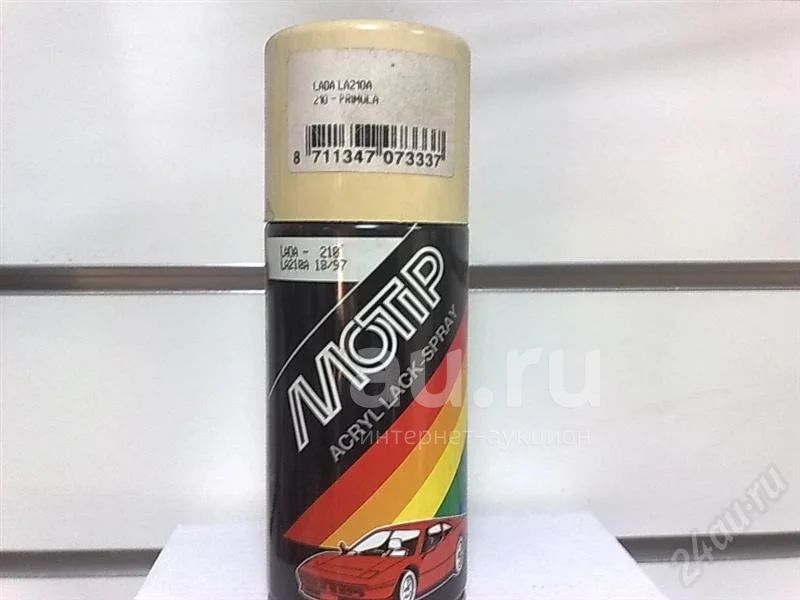 LADA LA210A
210 - PRIMULA
8 711347 073337
LADA - 210
LA210A 18/97
MOTIP
ACRYL LACK-SPRAY
au.ru
интернет-аукцион
24au.ru